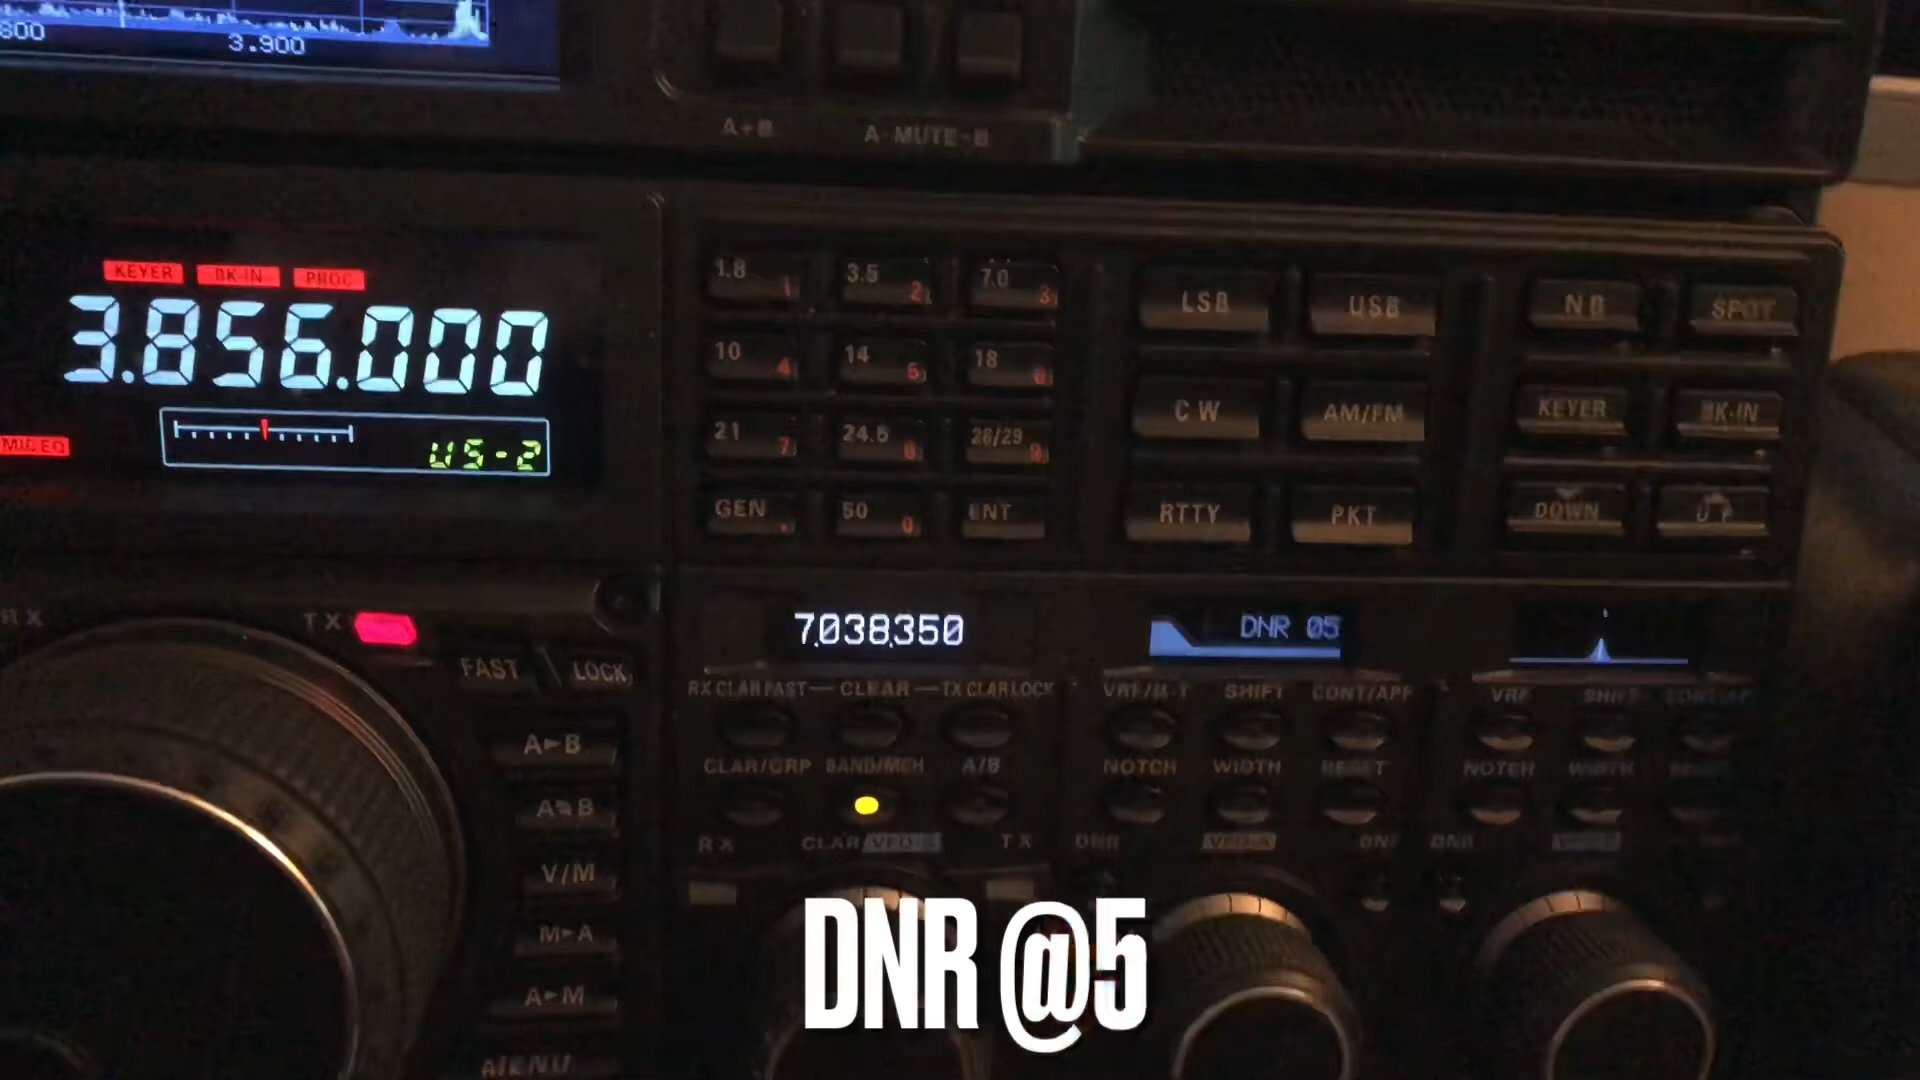 800 3.900
A+B A-MUTE-B
KEYER BK-IN PROC
3.856.000
MIC EQ US-2
1.8 1 3.5 2 7.0 3
10 4 14 5 18 6
21 7 24.5 8 28/29 9
GEN . 50 0 ENT
LSB USB
CW AM/FM
RTTY PKT
NB SPOT
KEYER BK-IN
DOWN UP
RX TX
FAST LOCK
A►B
V/M
M►A
A►M
MENU
7,038,350
RX CLAR FAST — CLEAR — TX CLAR LOCK
CLAR/GRP BAND/MCH A/B
RX CLAR/VFO-B TX
DNR 05
VRF/M-T SHIFT CONT/APF
NOTCH WIDTH RESET
DNR VFO-A DNF
VRF SHIFT CONT/APF
NOTCH WIDTH
DNR
DNR @5